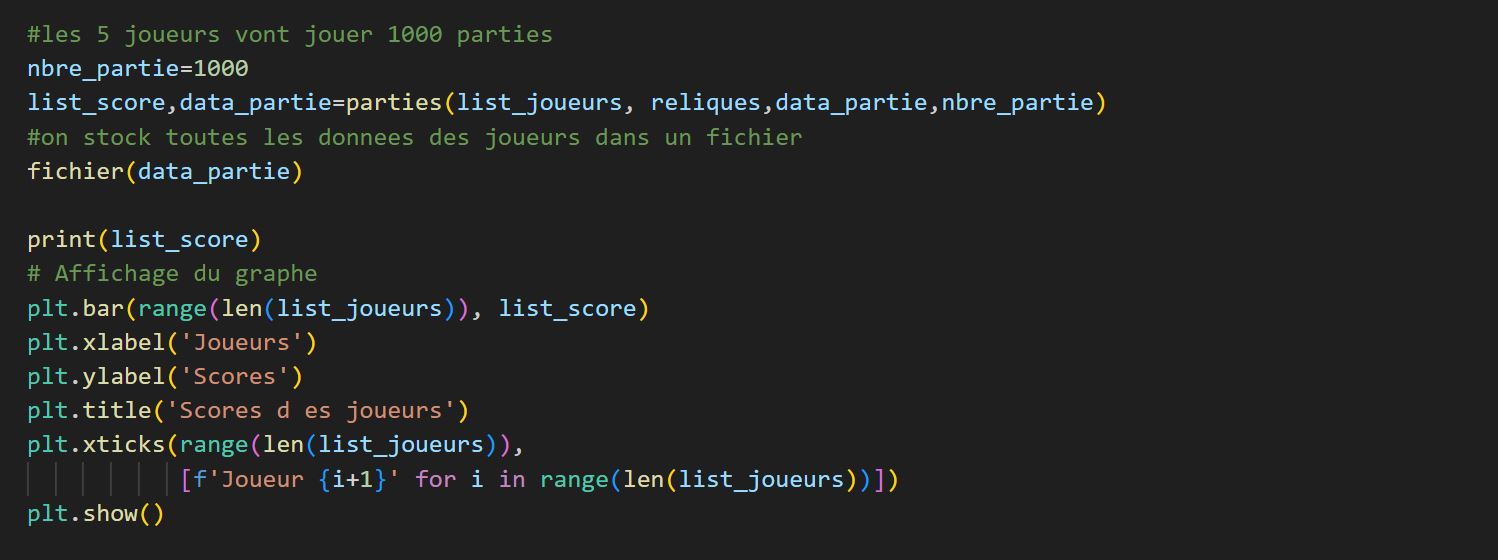 #les 5 joueurs vont jouer 1000 parties
nbre_partie=1000
list_score,data_partie=parties(list_joueurs, reliques,data_partie,nbre_partie)
#on stock toutes les donnees des joueurs dans un fichier
fichier(data_partie)

print(list_score)
# Affichage du graphe
plt.bar(range(len(list_joueurs)), list_score)
plt.xlabel('Joueurs')
plt.ylabel('Scores')
plt.title('Scores d es joueurs')
plt.xticks(range(len(list_joueurs)),
           [f'Joueur {i+1}' for i in range(len(list_joueurs))])
plt.show()